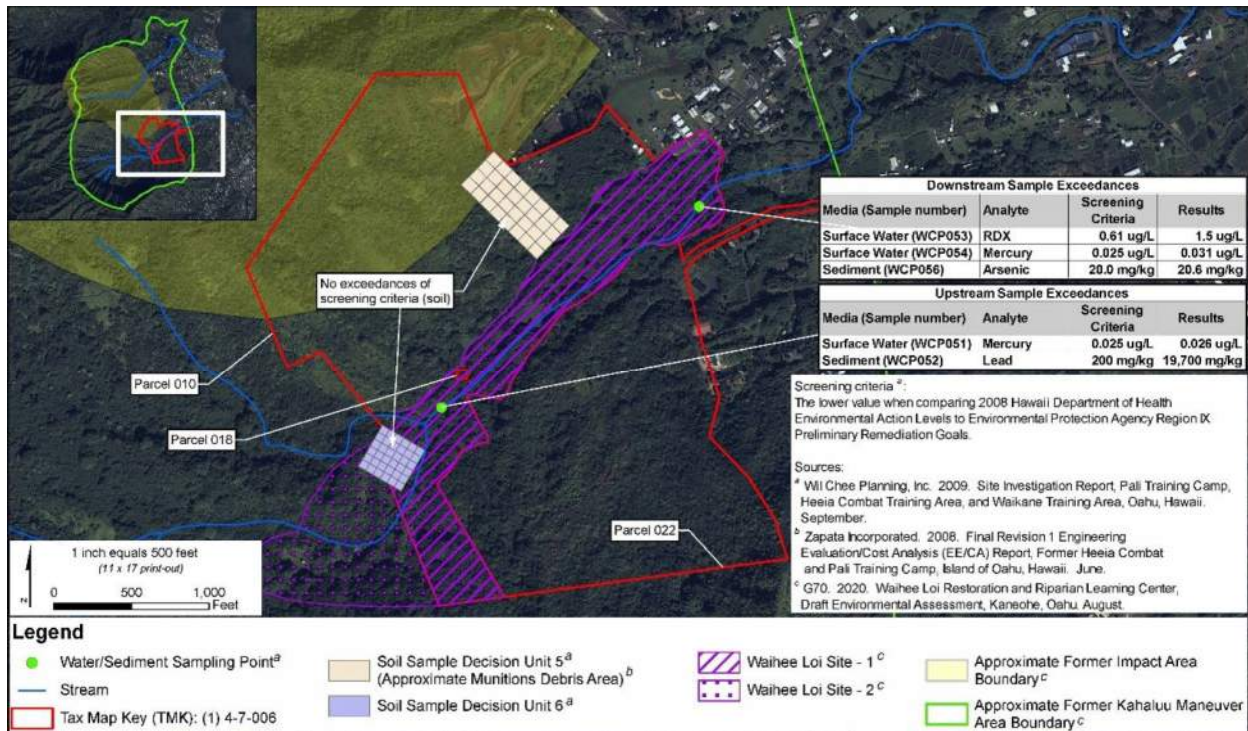 Downstream Sample Exceedances
Media (Sample number) Analyte Screening Criteria Results
Surface Water (WCP053) RDX 0.61 ug/L 1.5 ug/L
Surface Water (WCP054) Mercury 0.025 ug/L 0.031 ug/L
Sediment (WCP056) Arsenic 20.0 mg/kg 20.6 mg/kg
Upstream Sample Exceedances
Media (Sample number) Analyte Screening Criteria Results
Surface Water (WCP051) Mercury 0.025 ug/L 0.026 ug/L
Sediment (WCP052) Lead 200 mg/kg 19,700 mg/kg
No exceedances of
screening criteria (soil)
Parcel 010
Parcel 018
Parcel 022
Screening criteria a:
The lower value when comparing 2008 Hawaii Department of Health
Environmental Action Levels to Environmental Protection Agency Region IX
Preliminary Remediation Goals.
Sources:
a Wil Chee Planning, Inc. 2009. Site Investigation Report, Pali Training Camp,
Heeia Combat Training Area, and Waikane Training Area, Oahu, Hawaii.
September.
b Zapata Incorporated. 2008. Final Revision 1 Engineering
Evaluation/Cost Analysis (EE/CA) Report, Former Heeia Combat
and Pali Training Camp, Island of Oahu, Hawaii. June.
c G70. 2020. Waihee Loi Restoration and Riparian Learning Center,
Draft Environmental Assessment, Kaneohe, Oahu. August.
1 inch equals 500 feet
(11 x 17 print-out)
0 500 1,000
Feet
N
Legend
Water/Sediment Sampling Point a
Stream
Tax Map Key (TMK): (1) 4-7-006
Soil Sample Decision Unit 5 a
(Approximate Munitions Debris Area) b
Soil Sample Decision Unit 6 a
Waihee Loi Site - 1 c
Waihee Loi Site - 2 c
Approximate Former Impact Area
Boundary c
Approximate Former Kahaluu Maneuver
Area Boundary c